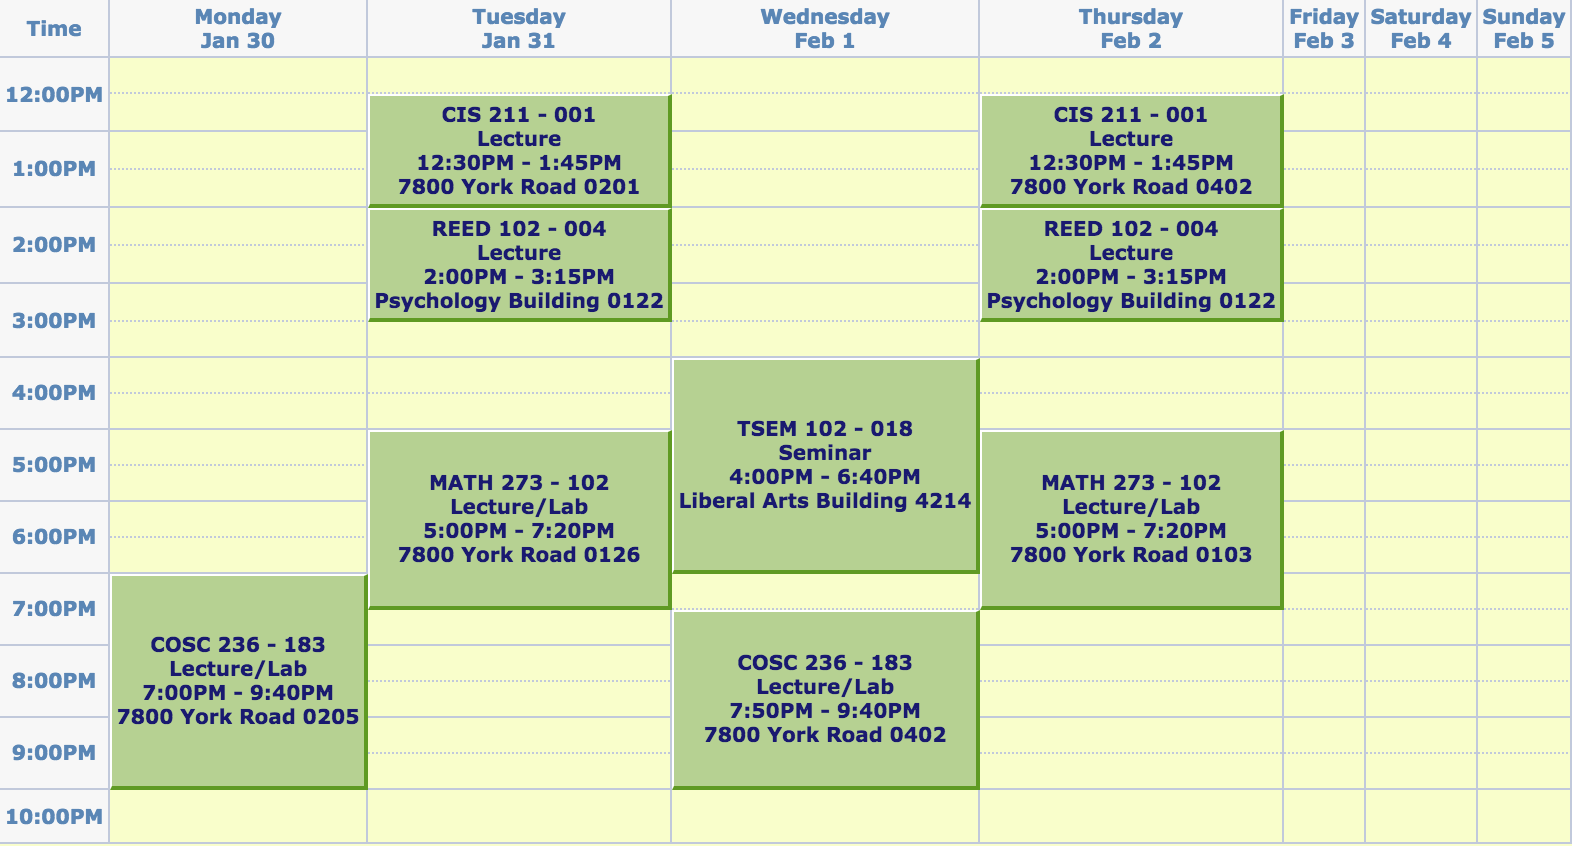 Time
Monday
Jan 30
Tuesday
Jan 31
Wednesday
Feb 1
Thursday
Feb 2
Friday
Feb 3
Saturday
Feb 4
Sunday
Feb 5
12:00PM
CIS 211 - 001
Lecture
12:30PM - 1:45PM
7800 York Road 0201
CIS 211 - 001
Lecture
12:30PM - 1:45PM
7800 York Road 0402
1:00PM
2:00PM
REED 102 - 004
Lecture
2:00PM - 3:15PM
Psychology Building 0122
REED 102 - 004
Lecture
2:00PM - 3:15PM
Psychology Building 0122
3:00PM
4:00PM
TSEM 102 - 018
Seminar
4:00PM - 6:40PM
Liberal Arts Building 4214
5:00PM
MATH 273 - 102
Lecture/Lab
5:00PM - 7:20PM
7800 York Road 0126
MATH 273 - 102
Lecture/Lab
5:00PM - 7:20PM
7800 York Road 0103
6:00PM
7:00PM
COSC 236 - 183
Lecture/Lab
7:00PM - 9:40PM
7800 York Road 0205
COSC 236 - 183
Lecture/Lab
7:50PM - 9:40PM
7800 York Road 0402
8:00PM
9:00PM
10:00PM